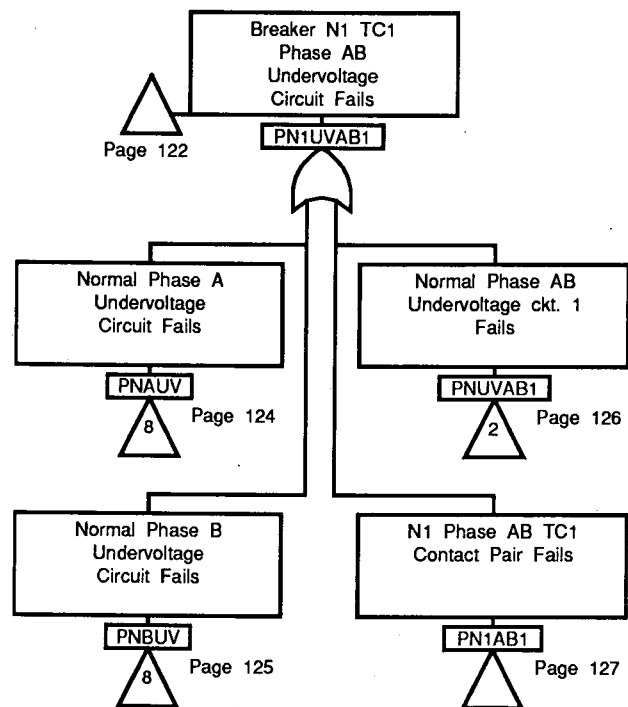 Breaker N1 TC1
Phase AB
Undervoltage
Circuit Fails
PN1UVAB1
Page 122
Normal Phase A
Undervoltage
Circuit Fails
PNAUV
8
Page 124
Normal Phase AB
Undervoltage ckt. 1
Fails
PNUVAB1
2
Page 126
Normal Phase B
Undervoltage
Circuit Fails
PNBUV
8
Page 125
N1 Phase AB TC1
Contact Pair Fails
PN1AB1
Page 127